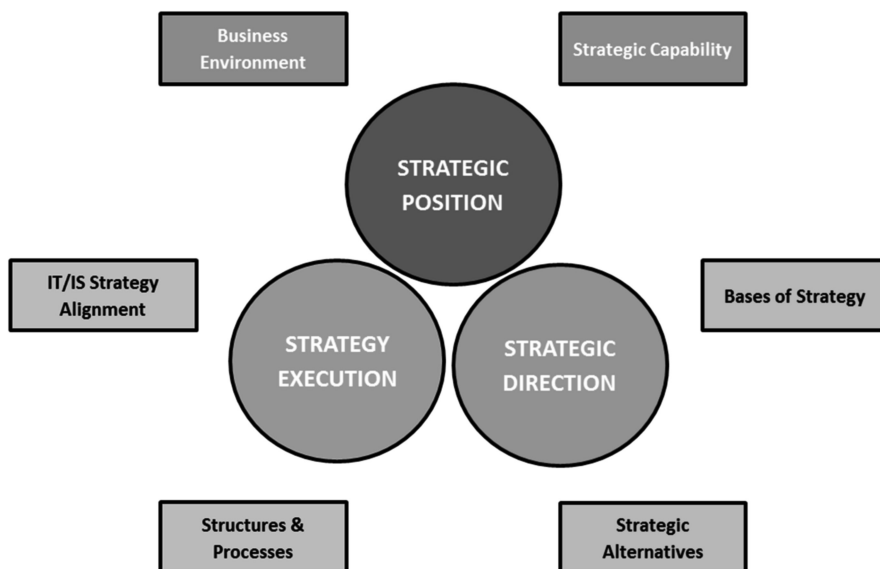 Business
Environment
Strategic Capability
STRATEGIC
POSITION
IT/IS Strategy
Alignment
Bases of Strategy
STRATEGY
EXECUTION
STRATEGIC
DIRECTION
Structures &
Processes
Strategic
Alternatives